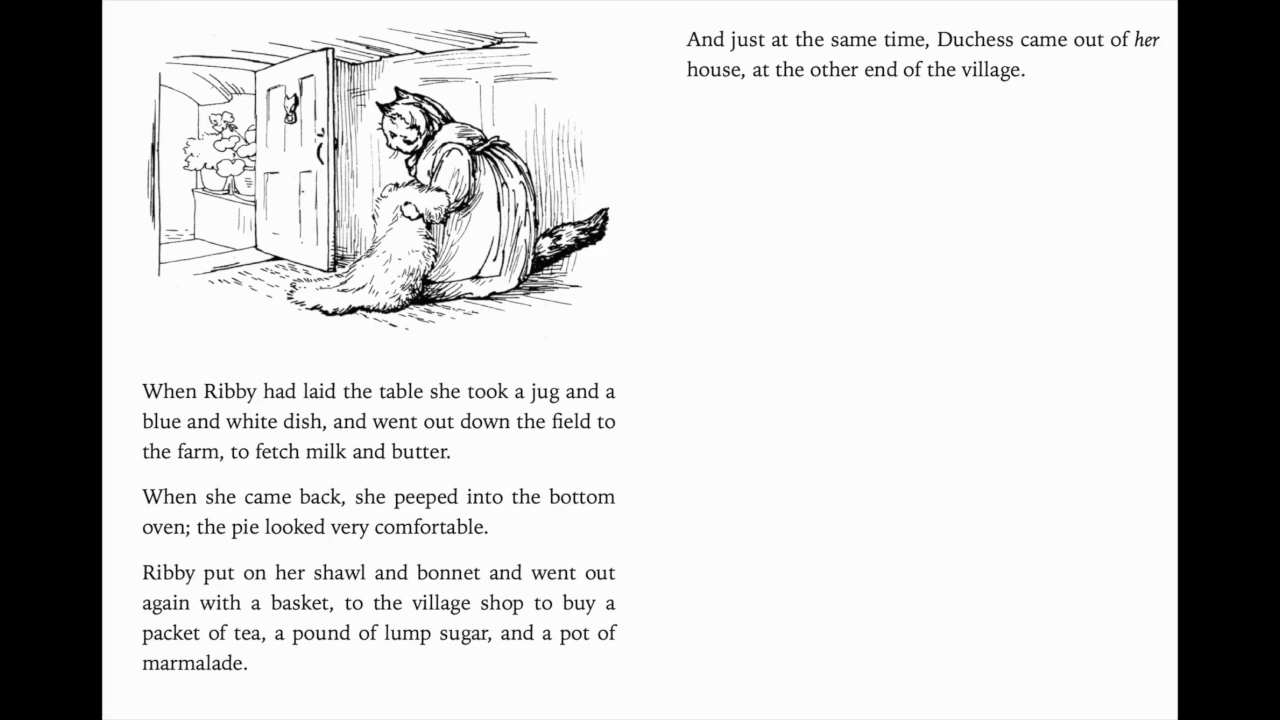 When Ribby had laid the table she took a jug and a
blue and white dish, and went out down the field to
the farm, to fetch milk and butter.
When she came back, she peeped into the bottom
oven; the pie looked very comfortable.
Ribby put on her shawl and bonnet and went out
again with a basket, to the village shop to buy a
packet of tea, a pound of lump sugar, and a pot of
marmalade.
And just at the same time, Duchess came out of her
house, at the other end of the village.